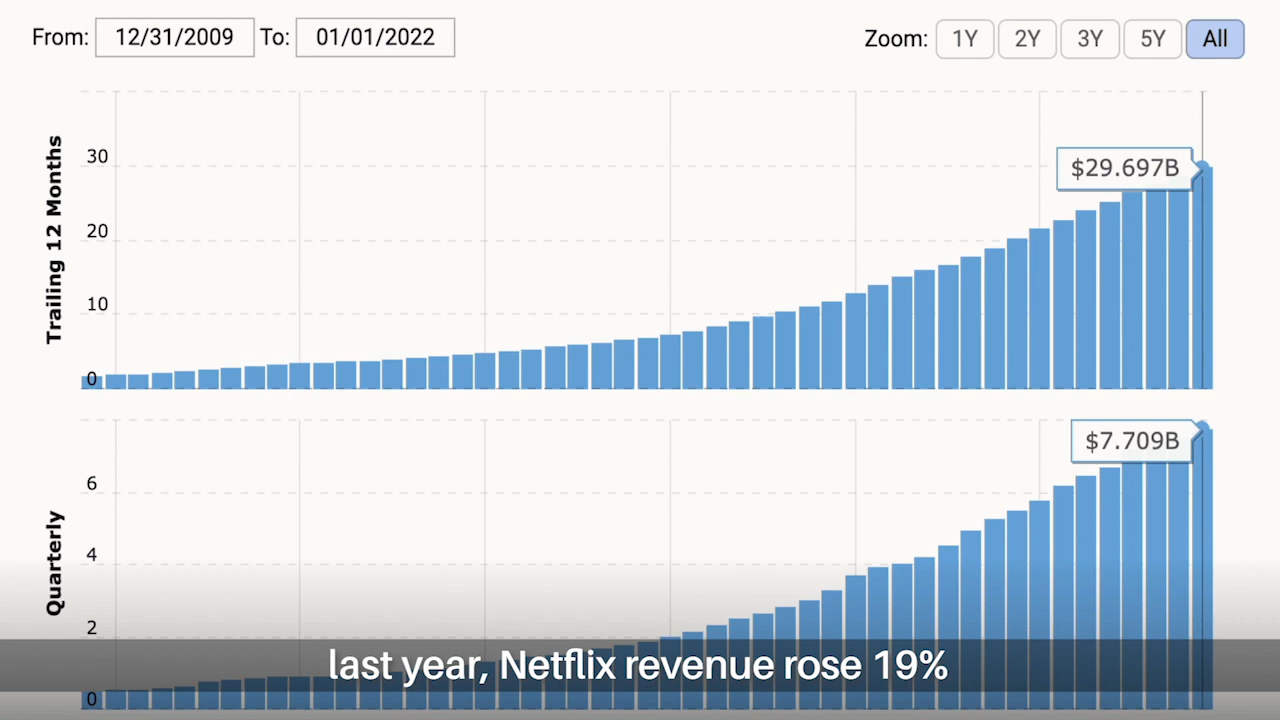 From: 12/31/2009 To: 01/01/2022
Zoom: 1Y 2Y 3Y 5Y All
Trailing 12 Months
30
20
10
0
$29.697B
Quarterly
6
4
2
0
$7.709B
last year, Netflix revenue rose 19%